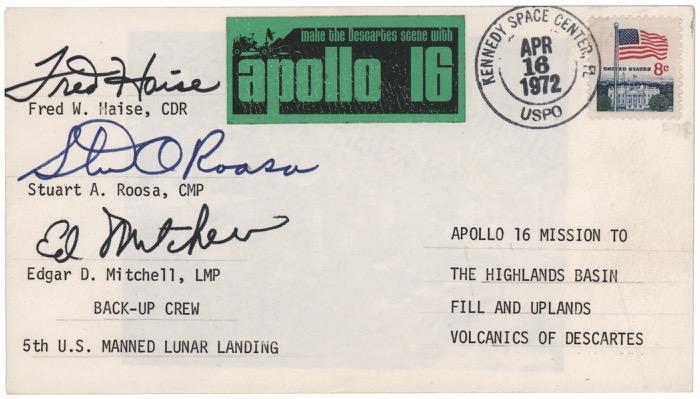 Fred Haise
Fred W. Haise, CDR
Stu Roosa
Stuart A. Roosa, CMP
Ed Mitchell
Edgar D. Mitchell, LMP
BACK-UP CREW
5th U.S. MANNED LUNAR LANDING
make the Descartes scene with
apollo 16
KENNEDY SPACE CENTER, FL
APR
16
1972
USPO
UNITED STATES 8c
APOLLO 16 MISSION TO
THE HIGHLANDS BASIN
FILL AND UPLANDS
VOLCANICS OF DESCARTES